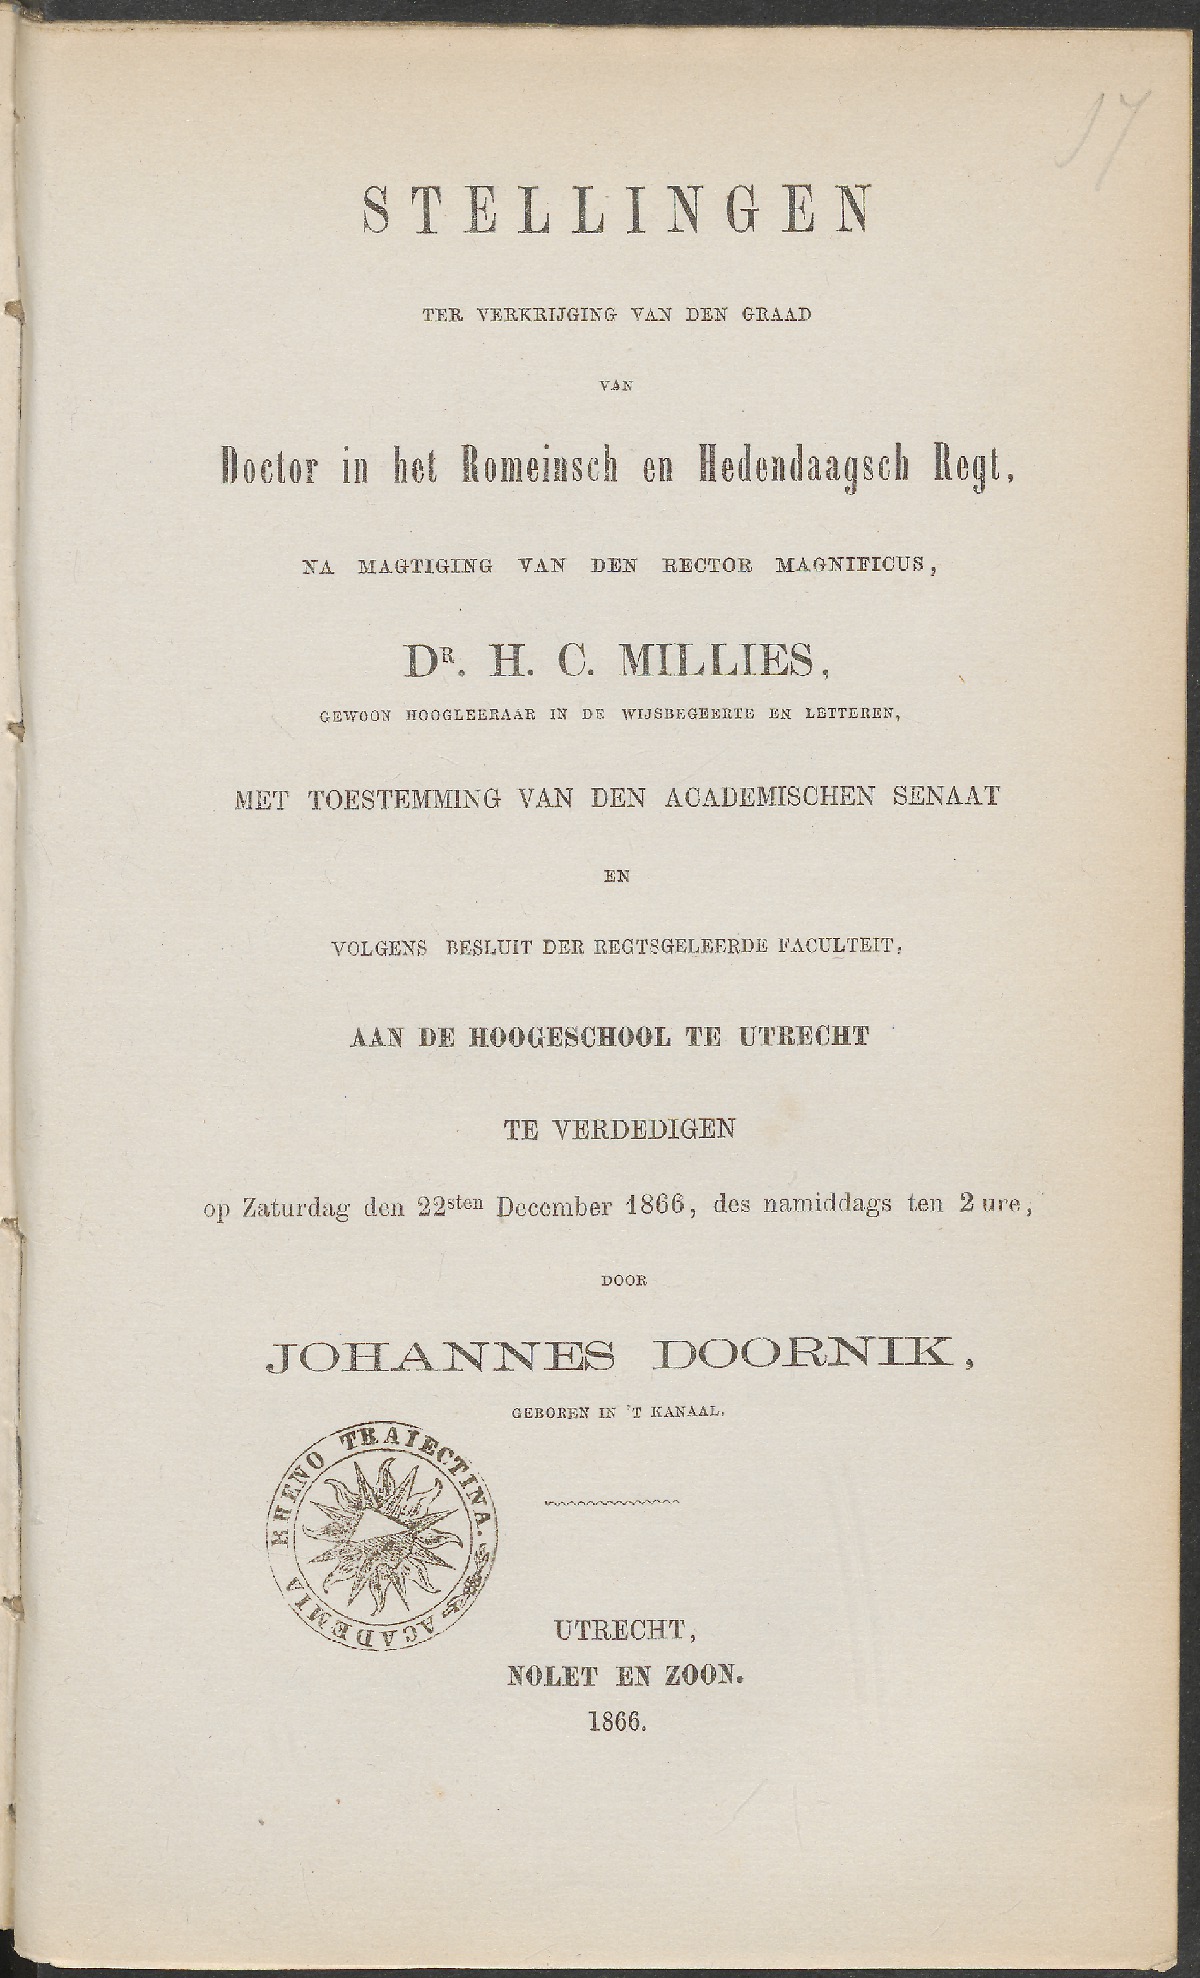 17
STELLINGEN
TER VERKRIJGING VAN DEN GRAAD
VAN
Doctor in het Romeinsch en Hedendaagsch Regt,
NA MAGTIGING VAN DEN RECTOR MAGNIFICUS,
DR. H. C. MILLIES,
GEWOON HOOGLEERAAR IN DE WIJSBEGEERTE EN LETTEREN,
MET TOESTEMMING VAN DEN ACADEMISCHEN SENAAT
EN
VOLGENS BESLUIT DER REGTSGELEERDE FACULTEIT,
AAN DE HOOGESCHOOL TE UTRECHT
TE VERDEDIGEN
op Zaturdag den 22sten December 1866, des namiddags ten 2 ure,
DOOR
JOHANNES DOORNIK,
GEBOREN IN 'T KANAAL.
ACADEMIA RHENO TRAIECTINA.
UTRECHT,
NOLET EN ZOON.
1866.